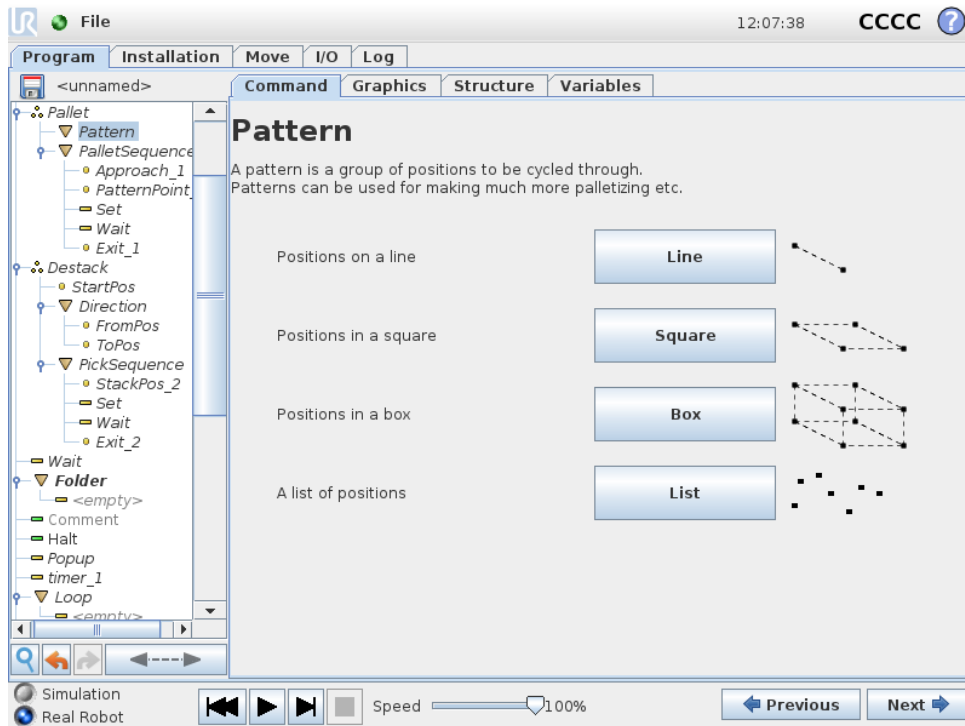 UR File 12:07:38 CCCC ?
Program Installation Move I/O Log
<unnamed> Command Graphics Structure Variables
Pallet
Pattern
PalletSequence
Approach_1
PatternPoint_
Set
Wait
Exit_1
Destack
StartPos
Direction
FromPos
ToPos
PickSequence
StackPos_2
Set
Wait
Exit_2
Wait
Folder
<empty>
Comment
Halt
Popup
timer_1
Loop
<empty>
Pattern
A pattern is a group of positions to be cycled through.
Patterns can be used for making much more palletizing etc.
Positions on a line Line
Positions in a square Square
Positions in a box Box
A list of positions List
Simulation
Real Robot
Speed 100% Previous Next